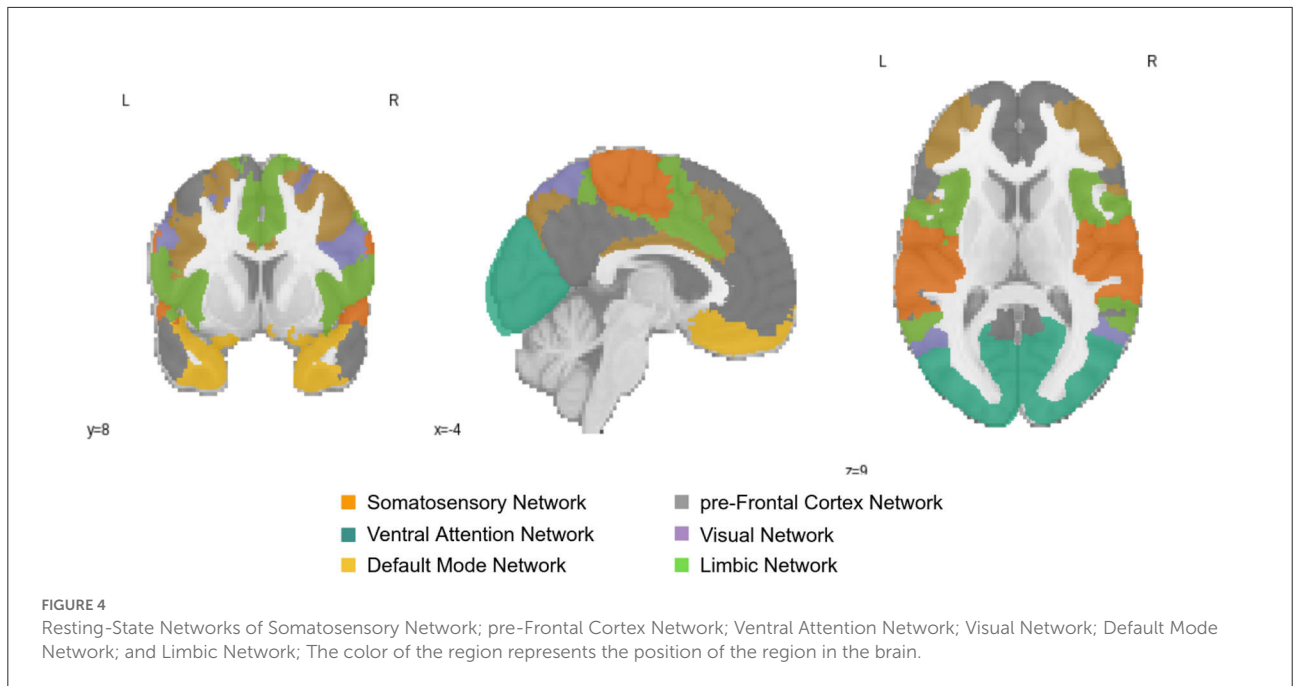 L R
L R
y=8
x=-4
z=9
Somatosensory Network
pre-Frontal Cortex Network
Ventral Attention Network
Visual Network
Default Mode Network
Limbic Network
FIGURE 4
Resting-State Networks of Somatosensory Network; pre-Frontal Cortex Network; Ventral Attention Network; Visual Network; Default Mode
Network; and Limbic Network; The color of the region represents the position of the region in the brain.